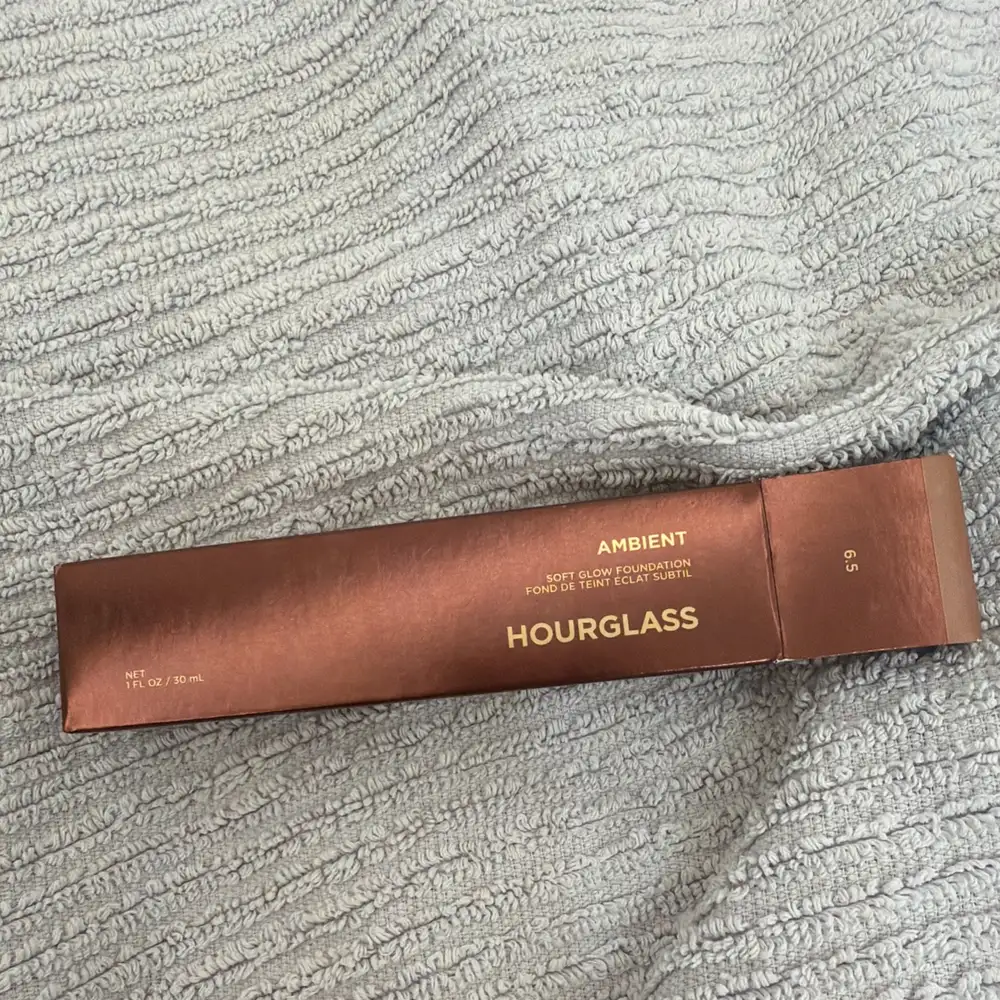 AMBIENT
SOFT GLOW FOUNDATION
FOND DE TEINT ÉCLAT SUBTIL
HOURGLASS
NET
1 FL OZ / 30 mL
6.5